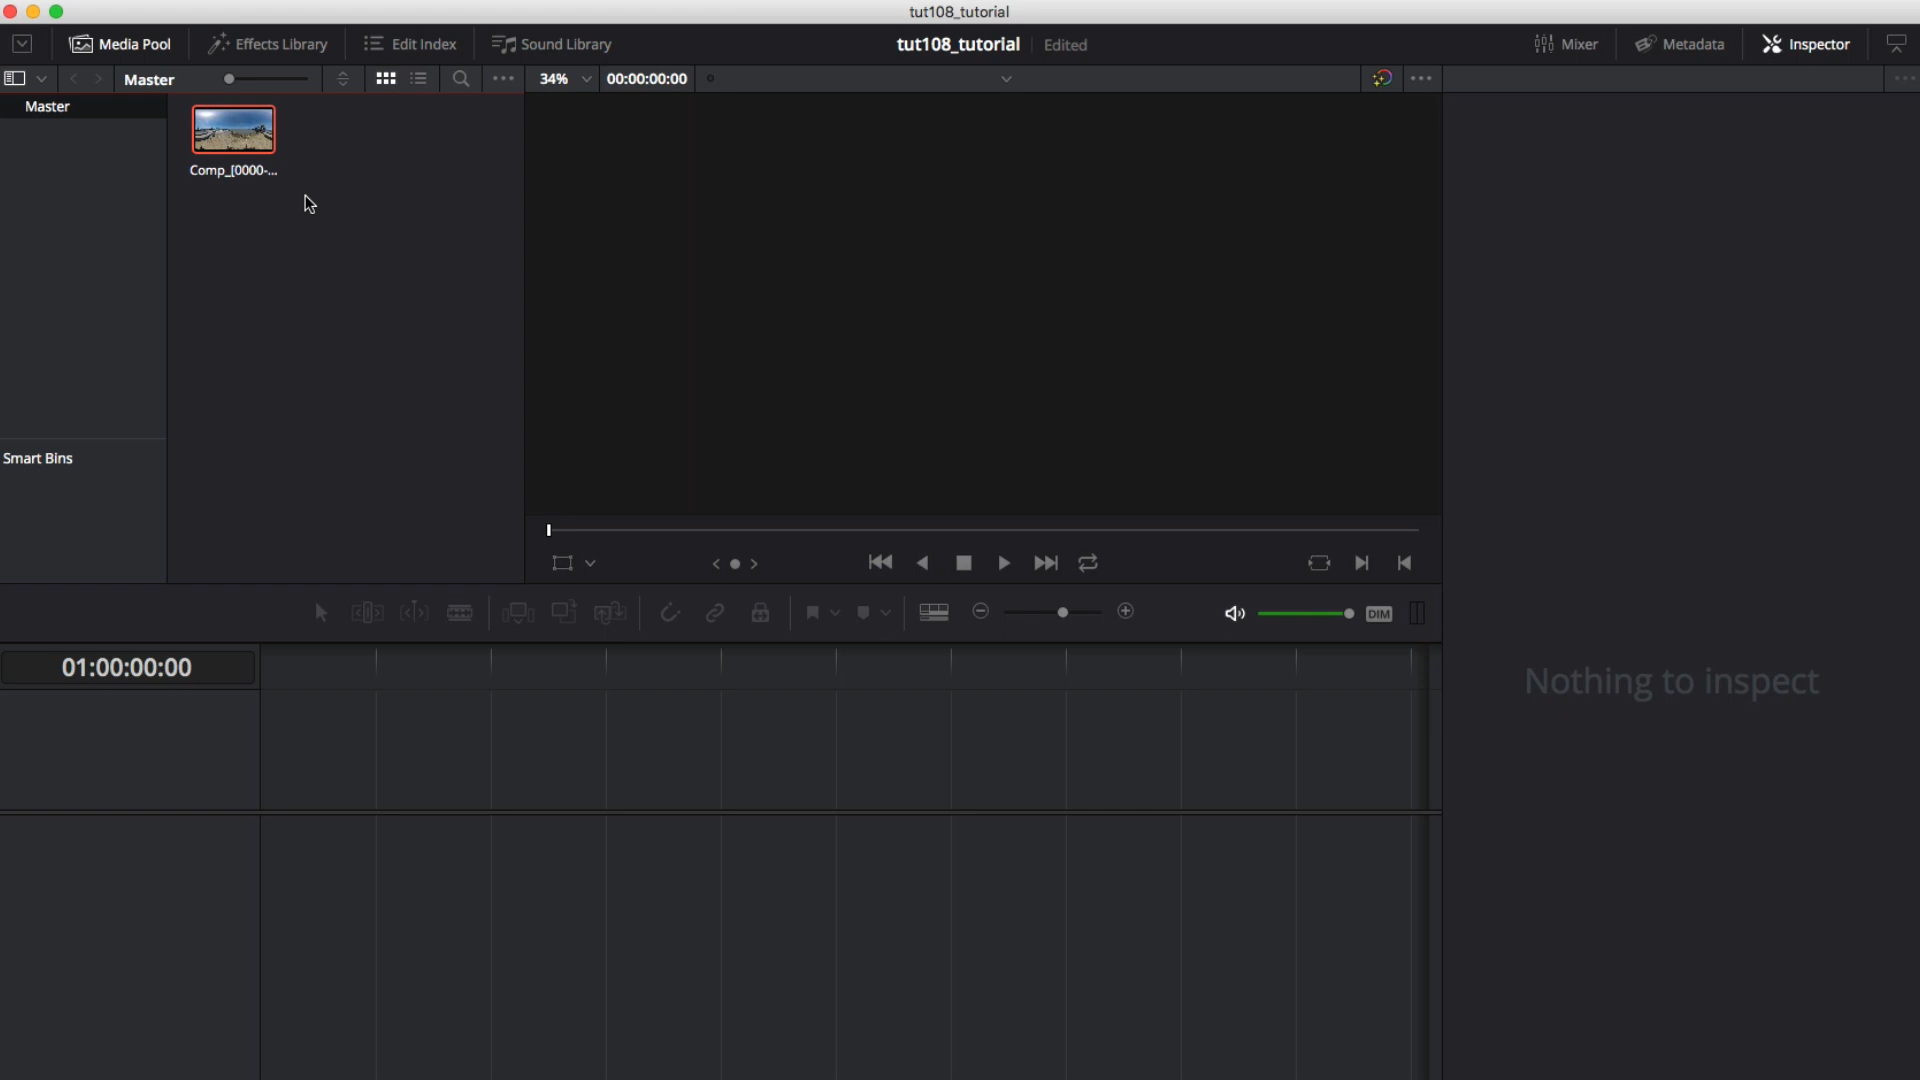 tut108_tutorial
Media Pool
Effects Library
Edit Index
Sound Library
tut108_tutorial
Edited
Mixer
Metadata
Inspector
Master
34%
00:00:00:00
Master
Comp_[0000-...
Smart Bins
DIM
01:00:00:00
Nothing to inspect